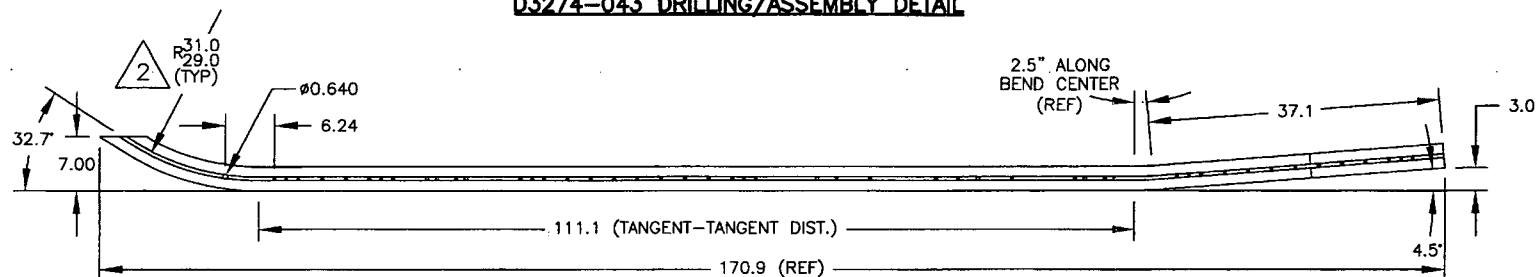 D3274-043 DRILLING/ASSEMBLY DETAIL
2
R31.0
29.0
(TYP)
ø0.640
6.24
32.7°
7.00
2.5" ALONG
BEND CENTER
(REF)
37.1
3.0
111.1 (TANGENT-TANGENT DIST.)
4.5°
170.9 (REF)